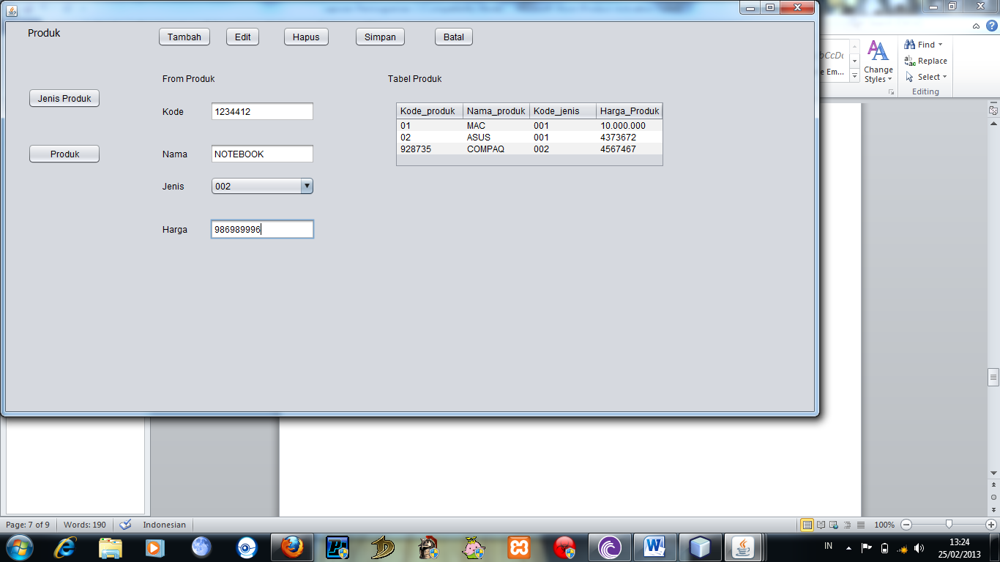 Produk
Tambah Edit Hapus Simpan Batal
From Produk Tabel Produk
Jenis Produk
Kode 1234412
Produk
Nama NOTEBOOK
Jenis 002
Harga 986989996
Kode_produk Nama_produk Kode_jenis Harga_Produk
01 MAC 001 10.000.000
02 ASUS 001 4373672
928735 COMPAQ 002 4567467
Find
Replace
Select
Change
Styles
Editing
e Em...
Page: 7 of 9 Words: 190 Indonesian 100%
IN 13:24
25/02/2013